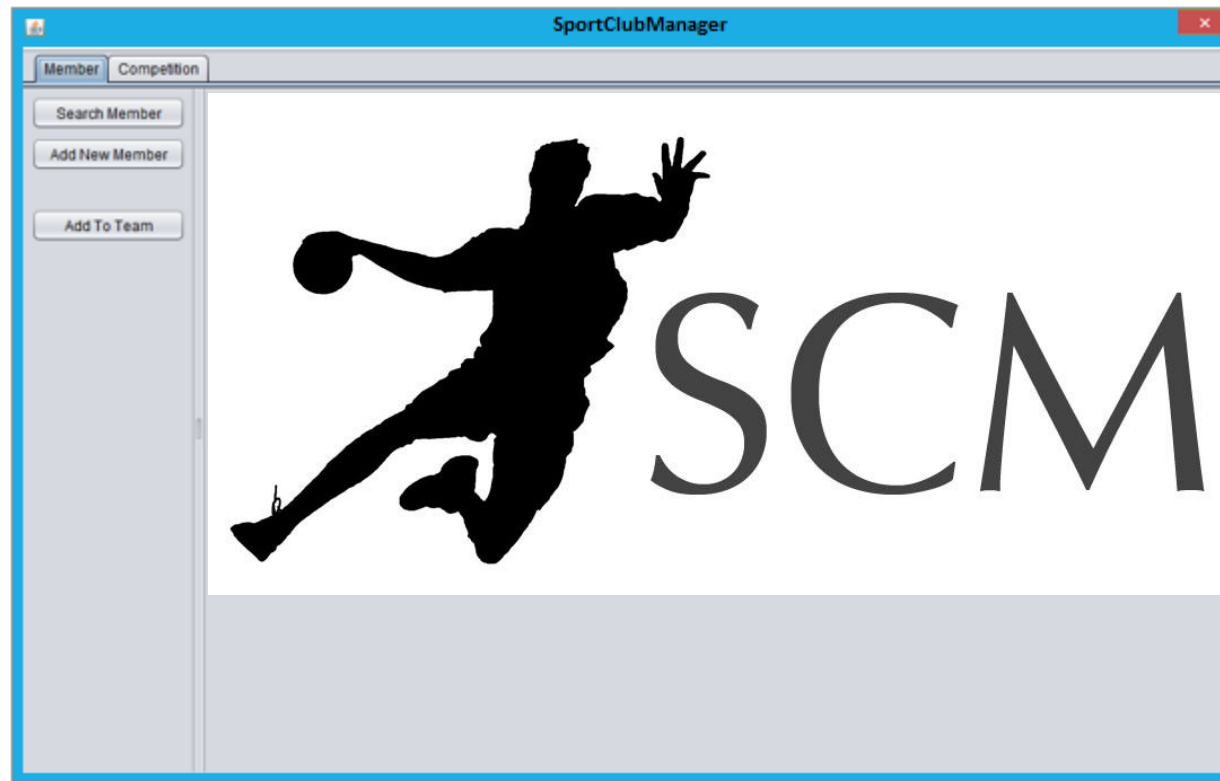 SportClubManager
Member Competition
Search Member
Add New Member
Add To Team
SCM